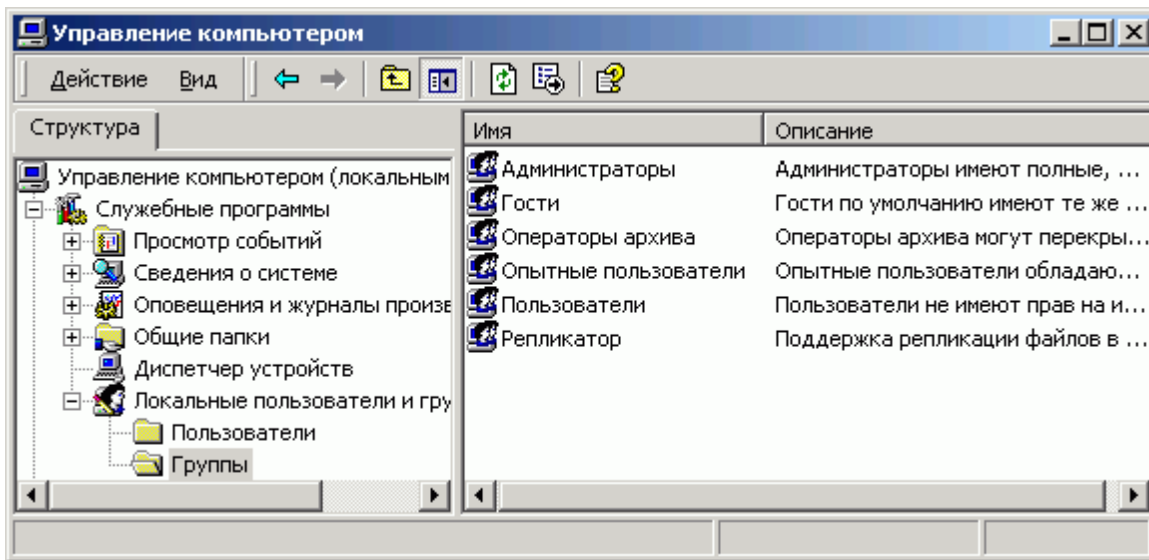 Управление компьютером
Действие Вид
Структура
Имя Описание
Управление компьютером (локальным
Служебные программы
Просмотр событий
Сведения о системе
Оповещения и журналы произв
Общие папки
Диспетчер устройств
Локальные пользователи и гру
Пользователи
Группы
Администраторы Администраторы имеют полные, ...
Гости Гости по умолчанию имеют те же ...
Операторы архива Операторы архива могут перекры...
Опытные пользователи Опытные пользователи обладаю...
Пользователи Пользователи не имеют прав на и...
Репликатор Поддержка репликации файлов в ...